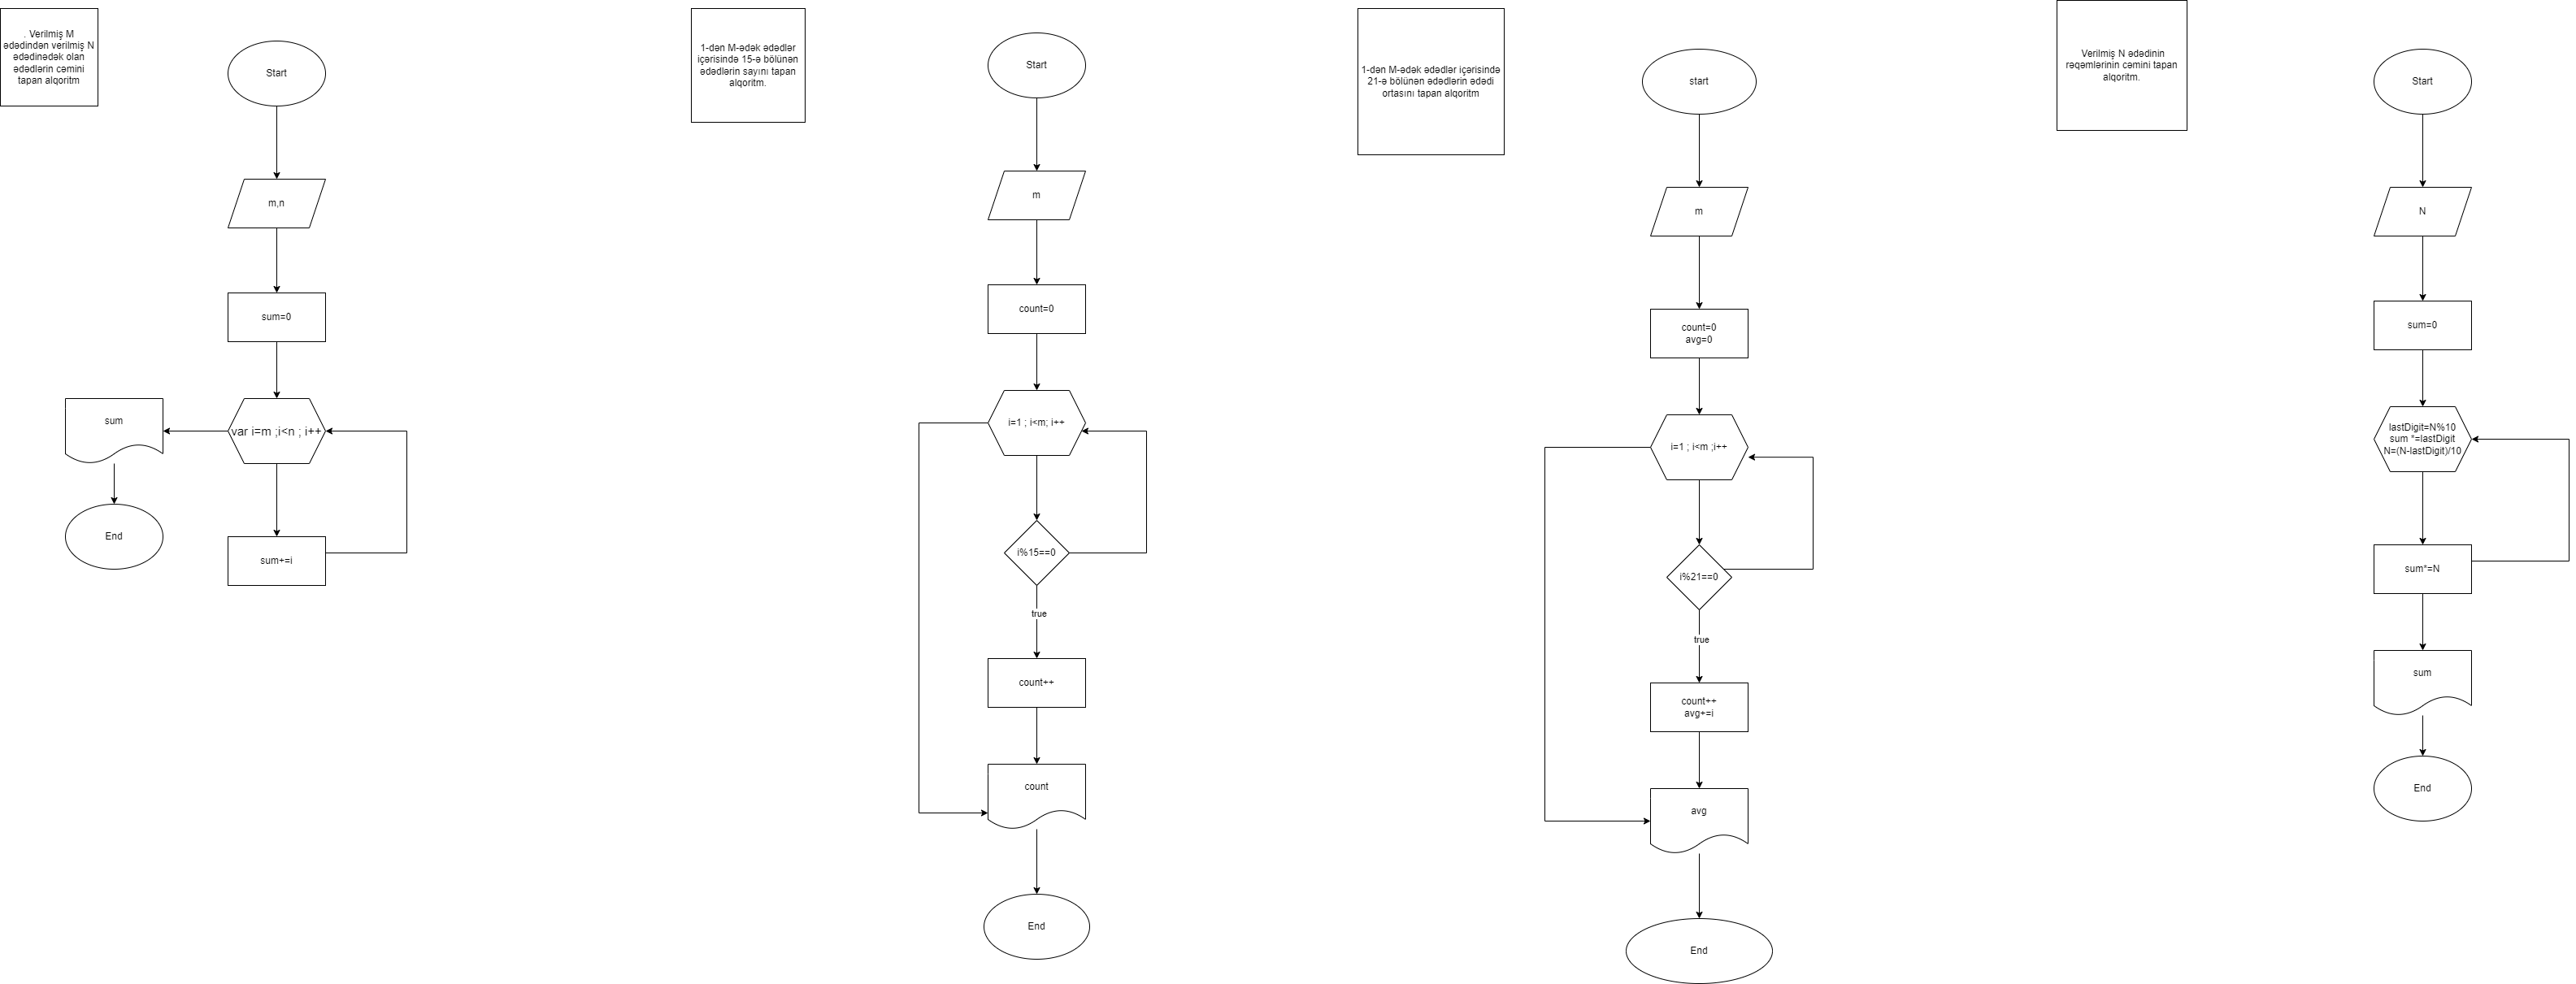 . Verilmiş M
ədədindən verilmiş N
ədədinədək olan
ədədlərin cəmini
tapan alqoritm
Start
m,n
sum=0
var i=m ;i<n ; i++
sum
End
sum+=i
1-dən M-ədək ədədlər
içərisində 15-ə bölünən
ədədlərin sayını tapan
alqoritm.
Start
m
count=0
i=1 ; i<m; i++
i%15==0
true
count++
count
End
1-dən M-ədək ədədlər içərisində
21-ə bölünən ədədlərin ədədi
ortasını tapan alqoritm
start
m
count=0
avg=0
i=1 ; i<m ;i++
i%21==0
true
count++
avg+=i
avg
End
Verilmiş N ədədinin
rəqəmlərinin cəmini tapan
alqoritm.
Start
N
sum=0
lastDigit=N%10
sum *=lastDigit
N=(N-lastDigit)/10
sum*=N
sum
End